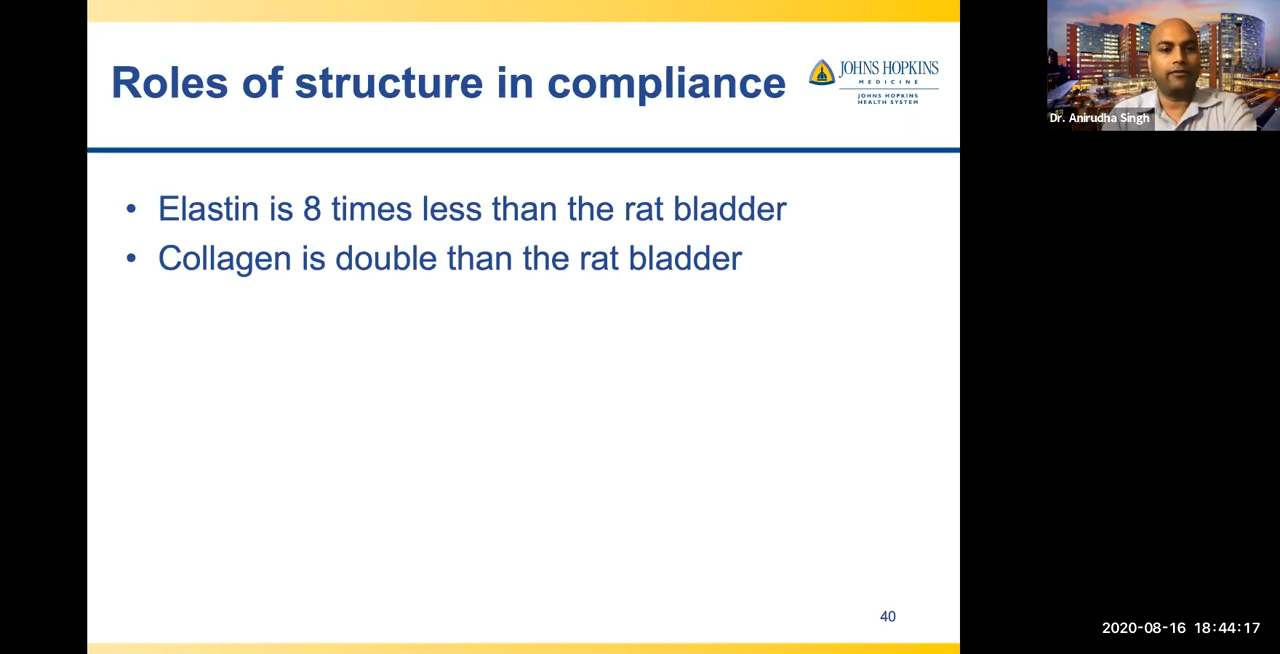 Roles of structure in compliance
JOHNS HOPKINS
MEDICINE
JOHNS HOPKINS
HEALTH SYSTEM
Dr. Anirudha Singh
• Elastin is 8 times less than the rat bladder
• Collagen is double than the rat bladder
40
2020-08-16 18:44:17